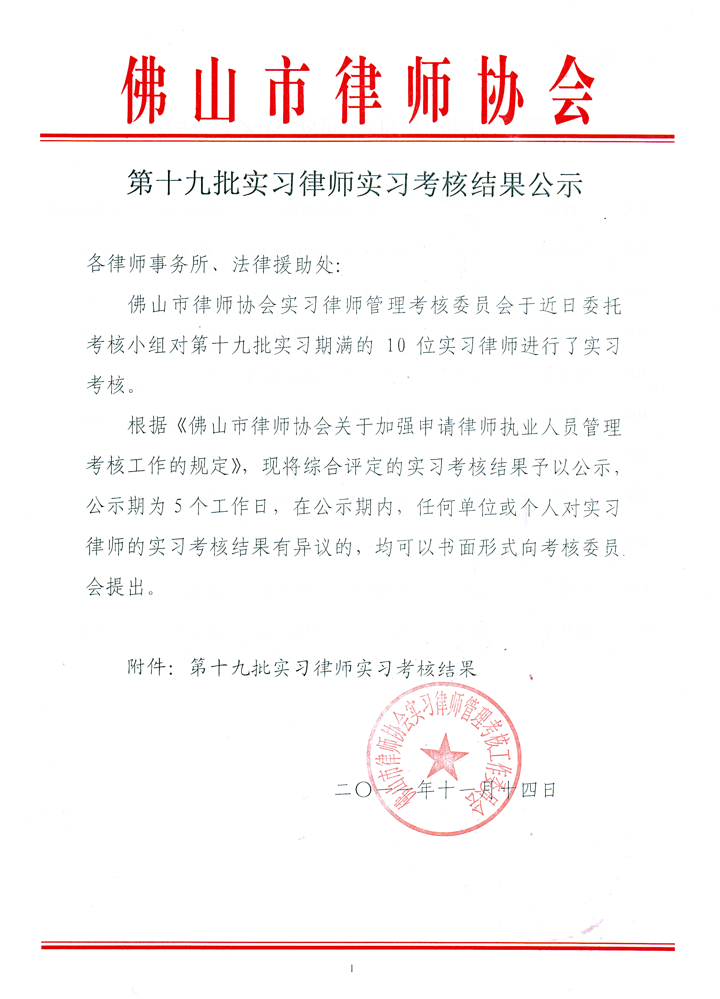 佛山市律师协会
第十九批实习律师实习考核结果公示
各律师事务所、法律援助处：
佛山市律师协会实习律师管理考核委员会于近日委托
考核小组对第十九批实习期满的 10 位实习律师进行了实习
考核。
根据《佛山市律师协会关于加强申请律师执业人员管理
考核工作的规定》，现将综合评定的实习考核结果予以公示，
公示期为 5 个工作日，在公示期内，任何单位或个人对实习
律师的实习考核结果有异议的，均可以书面形式向考核委员
会提出。
附件：第十九批实习律师实习考核结果
佛山市律师协会实习律师管理考核工作委员会
二〇一一年十一月十四日
1